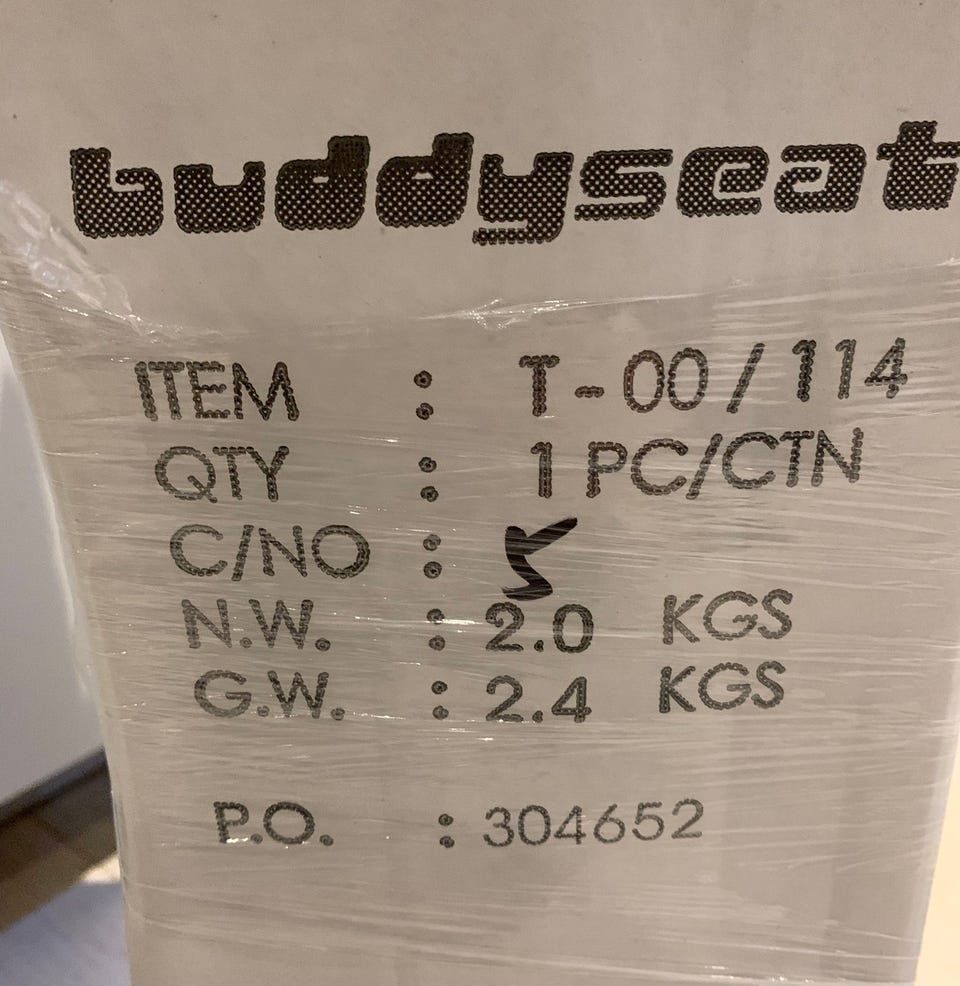 buddyseat
ITEM : T-00/114
QTY : 1 PC/CTN
C/NO : 5
N.W. : 2.0 KGS
G.W. : 2.4 KGS
P.O. : 304652